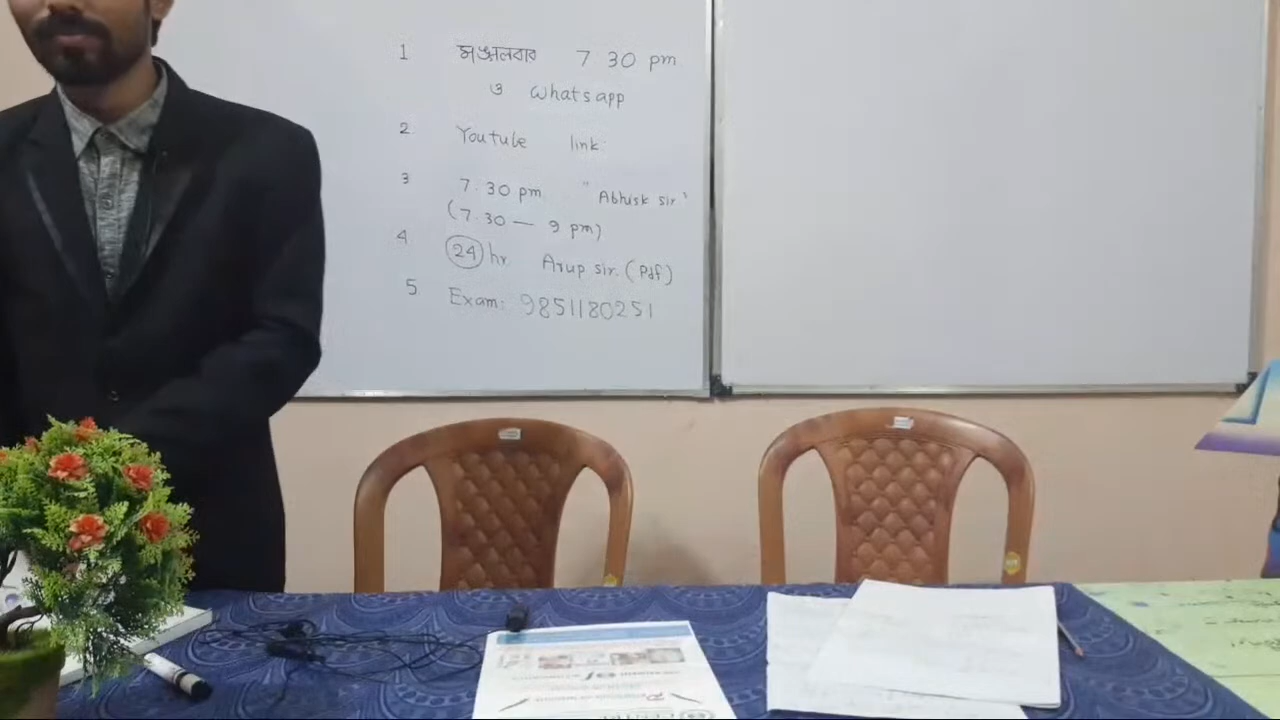 1 মঙ্গলবার 7:30 pm
ও Whatsapp
2 Youtube link:
3 7:30 pm "Abhisk sir"
(7.30 — 9 pm)
4 24 hr Arup sir. (Pdf)
5 Exam: 9851180251